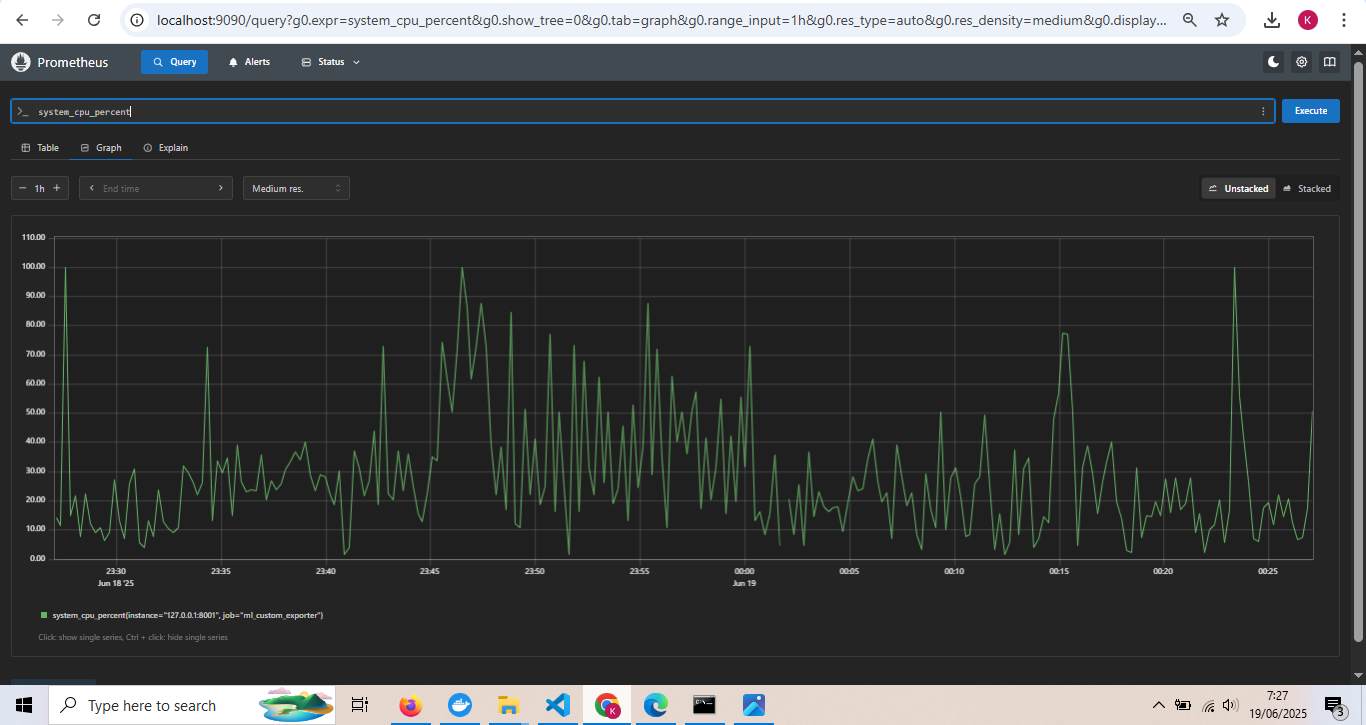 localhost:9090/query?g0.expr=system_cpu_percent&g0.show_tree=0&g0.tab=graph&g0.range_input=1h&g0.res_type=auto&g0.res_density=medium&g0.display... K
Prometheus Query Alerts Status
>_ system_cpu_percent Execute
Table Graph Explain
− 1h + < End time > Medium res. Unstacked Stacked
110.00
100.00
90.00
80.00
70.00
60.00
50.00
40.00
30.00
20.00
10.00
0.00
23:30 23:35 23:40 23:45 23:50 23:55 00:00 00:05 00:10 00:15 00:20 00:25
Jun 18 '25 Jun 19
system_cpu_percent{instance="127.0.0.1:8001", job="ml_custom_exporter"}
Click: show single series, Ctrl + click: hide single series
Type here to search K 7:27
19/06/2025 3